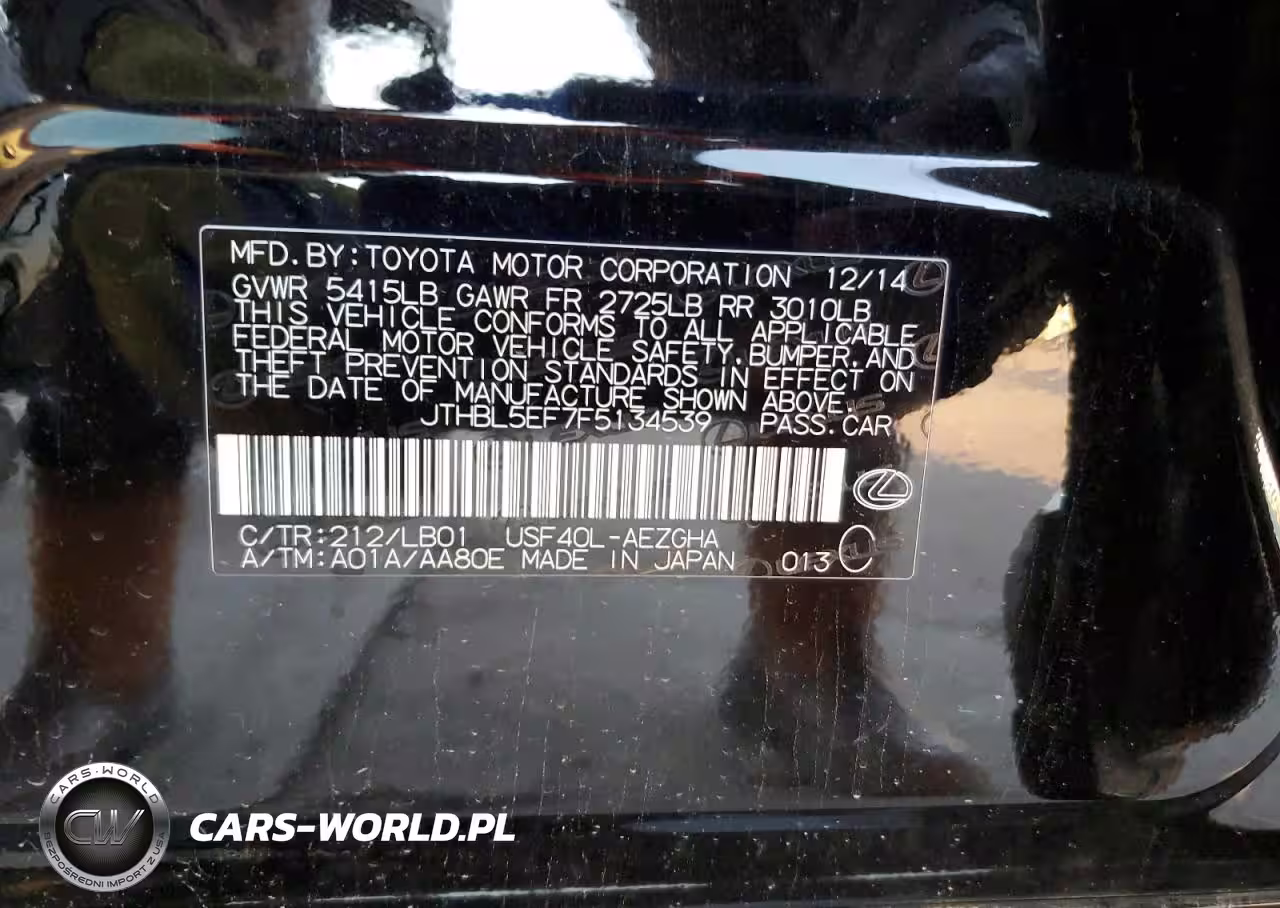 MFD. BY: TOYOTA MOTOR CORPORATION 12/14
GVWR 5415LB GAWR FR 2725LB RR 3010LB
THIS VEHICLE CONFORMS TO ALL APPLICABLE
FEDERAL MOTOR VEHICLE SAFETY, BUMPER, AND
THEFT PREVENTION STANDARDS IN EFFECT ON
THE DATE OF MANUFACTURE SHOWN ABOVE.
JTHBL5EF7F5134539 PASS. CAR
C/TR:212/LB01 USF40L-AEZGHA
A/TM:A01A/AA80E MADE IN JAPAN 013
CARS-WORLD
CW
BEZPOŚREDNI IMPORT Z USA
CARS-WORLD.PL